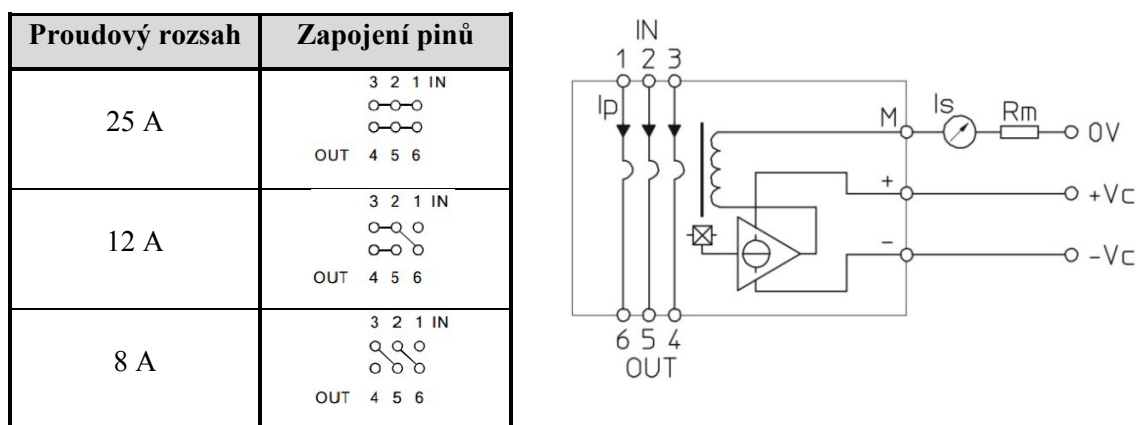 Proudový rozsah Zapojení pinů
25 A
3 2 1 IN
OUT 4 5 6
12 A
3 2 1 IN
OUT 4 5 6
8 A
3 2 1 IN
OUT 4 5 6
IN
1 2 3
Ip
M
Is
Rm
0V
+
+Vc
-
-Vc
6 5 4
OUT